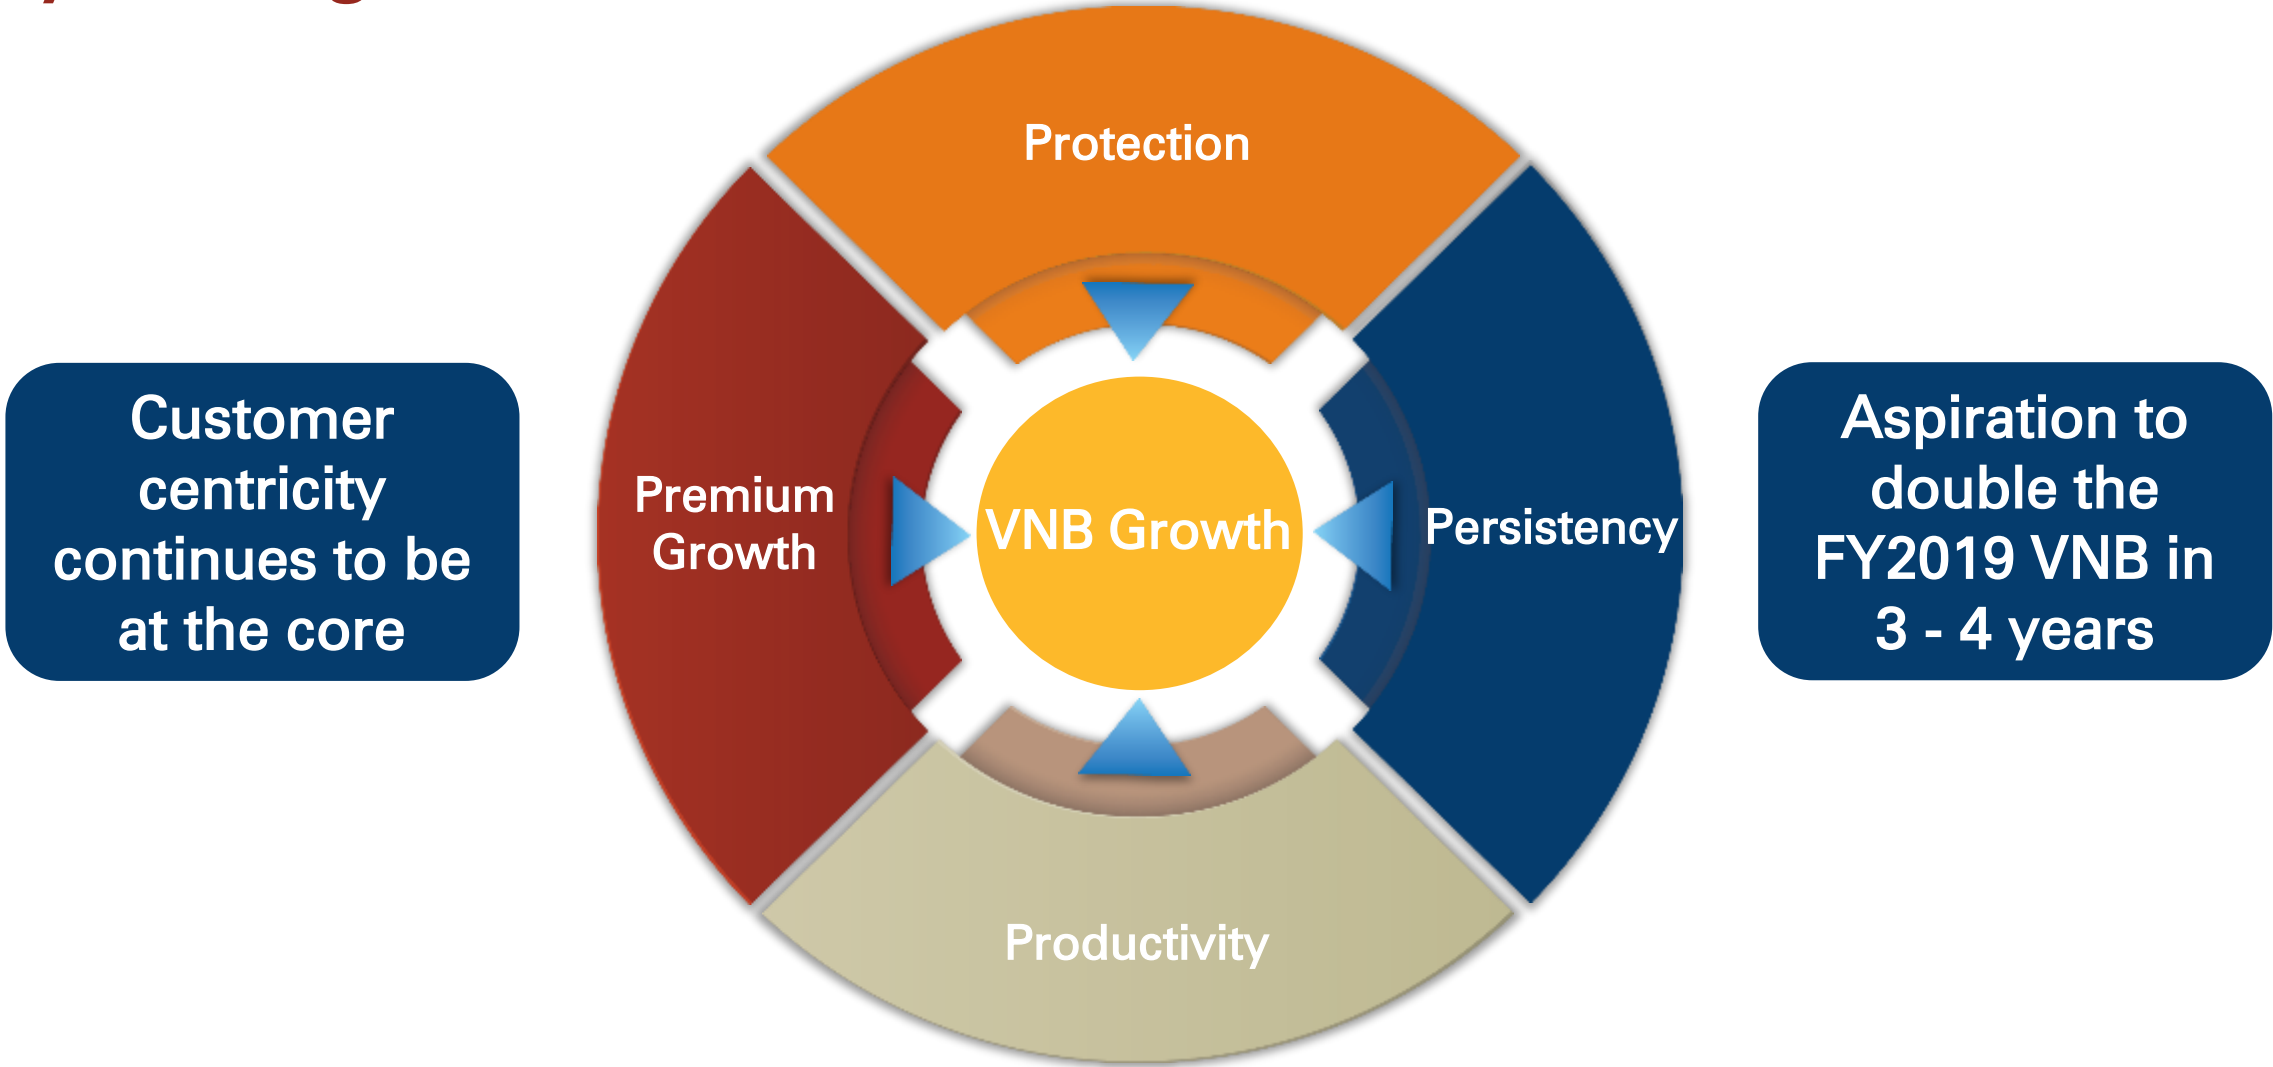 Protection
Customer
centricity
continues to be
at the core
Premium
Growth
VNB Growth
Persistency
Aspiration to
double the
FY2019 VNB in
3 - 4 years
Productivity